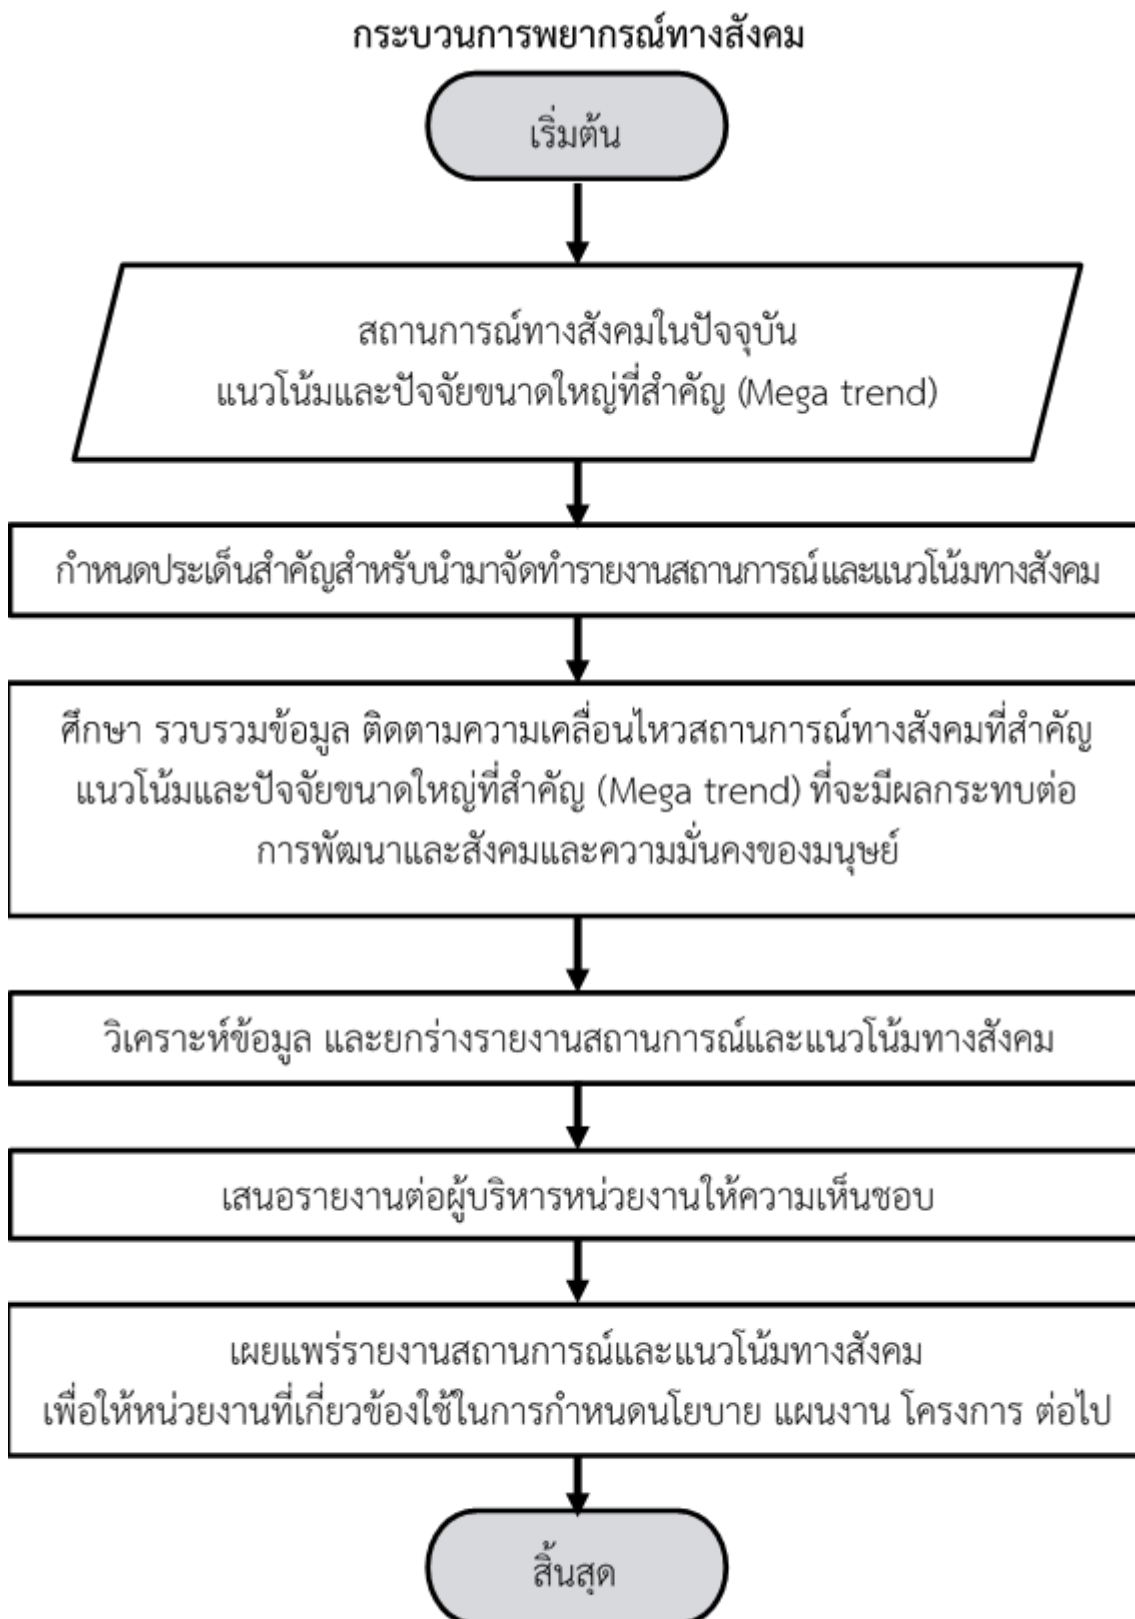 กระบวนการพยากรณ์ทางสังคม
เริ่มต้น
สถานการณ์ทางสังคมในปัจจุบัน
แนวโน้มและปัจจัยขนาดใหญ่ที่สำคัญ (Mega trend)
กำหนดประเด็นสำคัญสำหรับนำมาจัดทำรายงานสถานการณ์และแนวโน้มทางสังคม
ศึกษา รวบรวมข้อมูล ติดตามความเคลื่อนไหวสถานการณ์ทางสังคมที่สำคัญ
แนวโน้มและปัจจัยขนาดใหญ่ที่สำคัญ (Mega trend) ที่จะมีผลกระทบต่อ
การพัฒนาและสังคมและความมั่นคงของมนุษย์
วิเคราะห์ข้อมูล และยกร่างรายงานสถานการณ์และแนวโน้มทางสังคม
เสนอรายงานต่อผู้บริหารหน่วยงานให้ความเห็นชอบ
เผยแพร่รายงานสถานการณ์และแนวโน้มทางสังคม
เพื่อให้หน่วยงานที่เกี่ยวข้องใช้ในการกำหนดนโยบาย แผนงาน โครงการ ต่อไป
สิ้นสุด